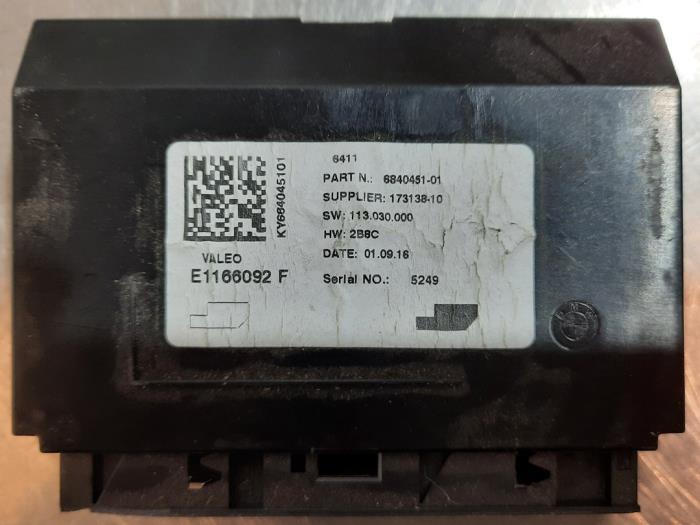 6411
PART N.: 6840451-01
SUPPLIER: 173138-10
SW: 113.030.000
HW: 2B8C
DATE: 01.09.16
Serial NO.: 5249
KY684045101
VALEO
E1166092 F
BMW